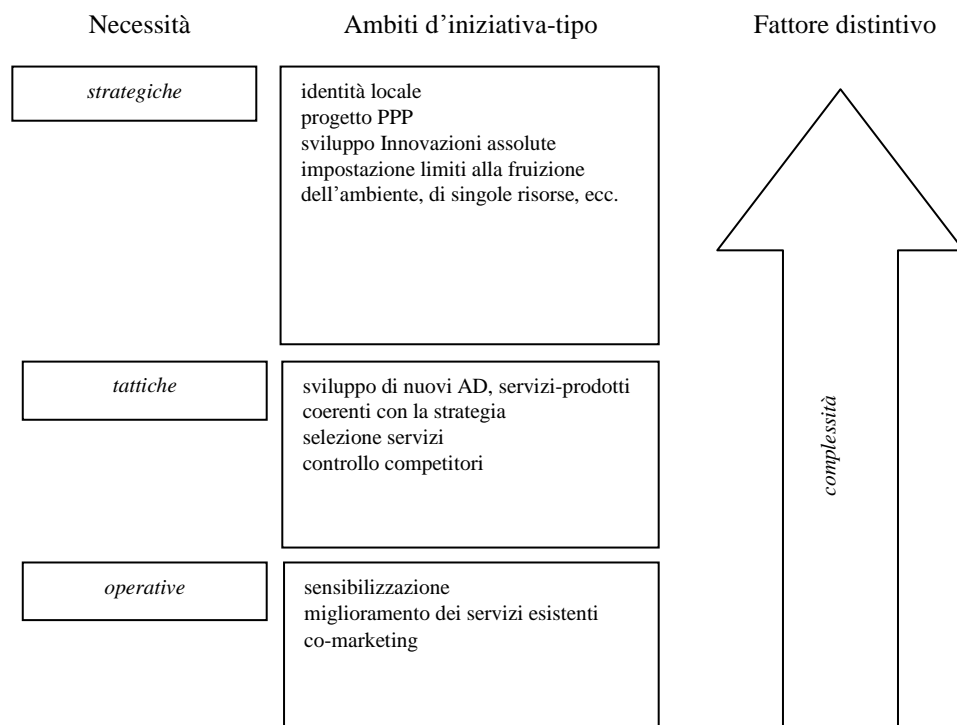 Necessità
Ambiti d'iniziativa-tipo
Fattore distintivo
strategiche
identità locale
progetto PPP
sviluppo Innovazioni assolute
impostazione limiti alla fruizione
dell'ambiente, di singole risorse, ecc.
tattiche
sviluppo di nuovi AD, servizi-prodotti
coerenti con la strategia
selezione servizi
controllo competitori
complessità
operative
sensibilizzazione
miglioramento dei servizi esistenti
co-marketing